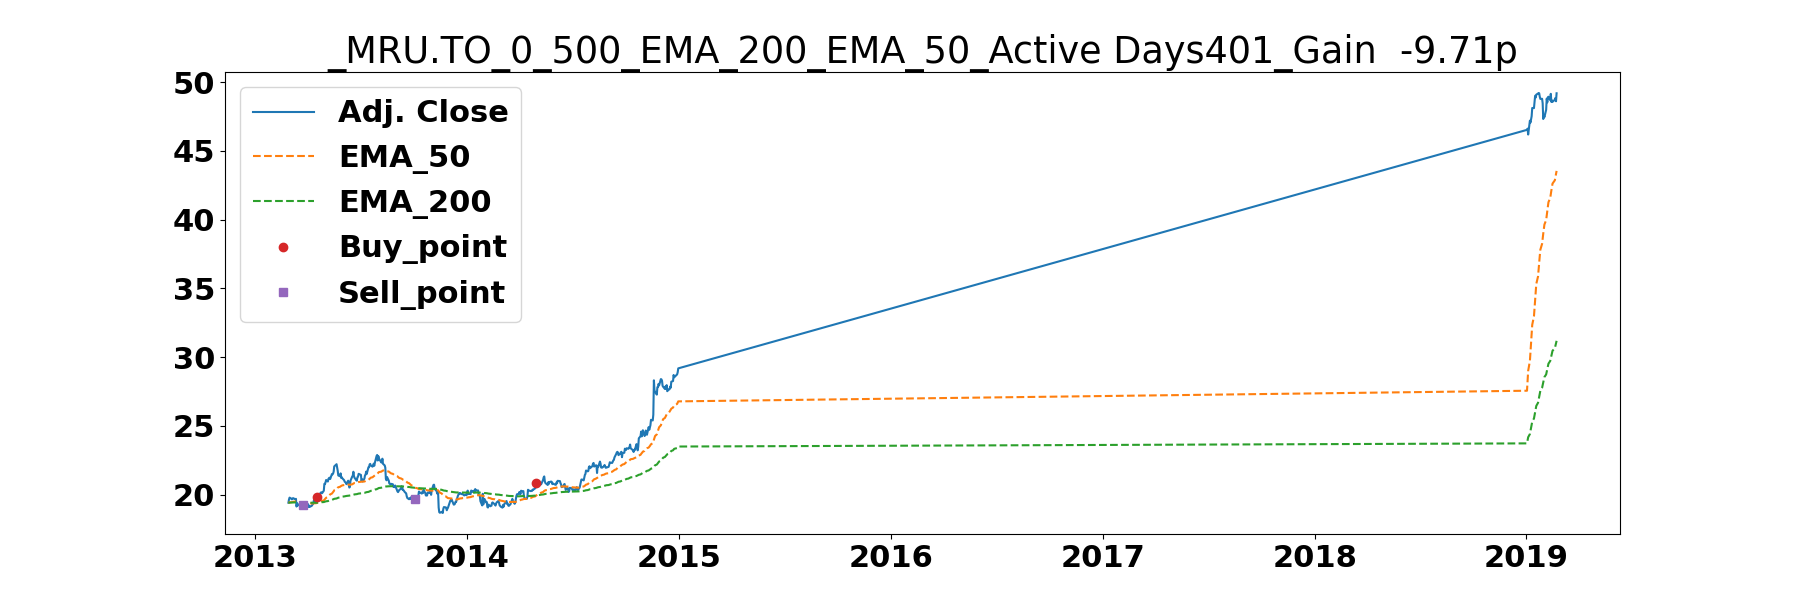 _MRU.TO_0_500_EMA_200_EMA_50_Active Days401_Gain  -9.71p
50
45
40
35
30
25
20
Adj. Close
EMA_50
EMA_200
Buy_point
Sell_point
2013 2014 2015 2016 2017 2018 2019